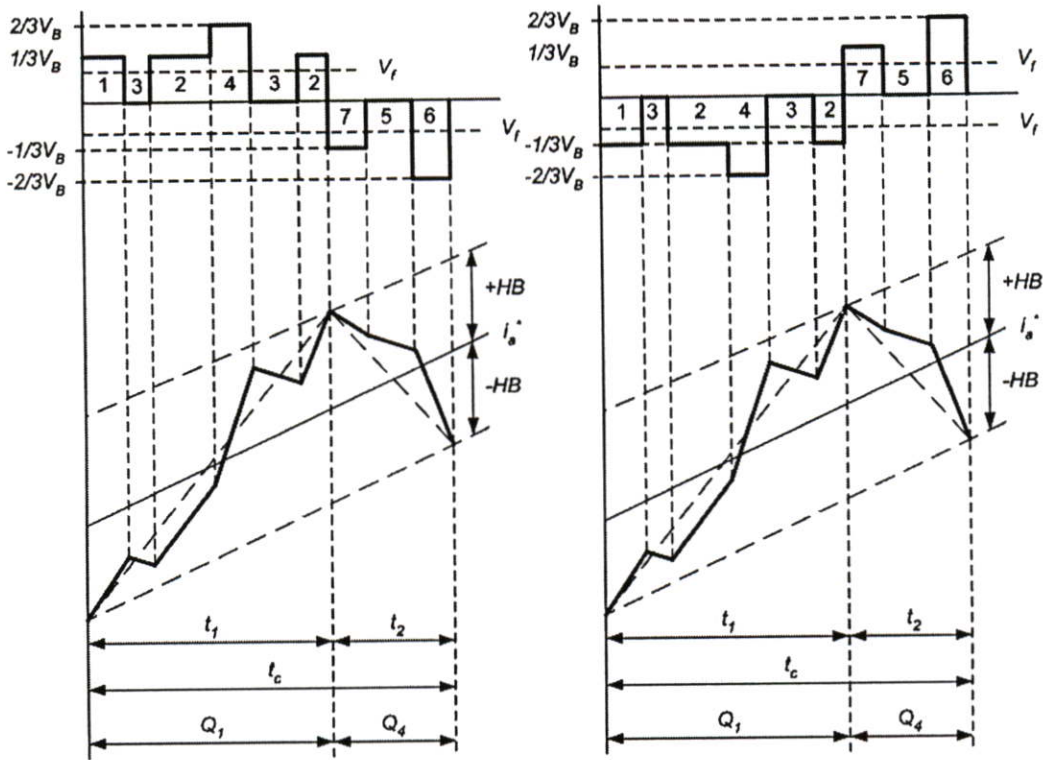 2/3V_B
1/3V_B
1 3 2 4 3 2 7 5 6
V_f
V_f
-1/3V_B
-2/3V_B
+HB
i_a*
-HB
t_1 t_2
t_c
Q_1 Q_4
2/3V_B
1/3V_B
7 5 6
V_f
1 3 2 4 3 2
V_f
-1/3V_B
-2/3V_B
+HB
i_a*
-HB
t_1 t_2
t_c
Q_1 Q_4